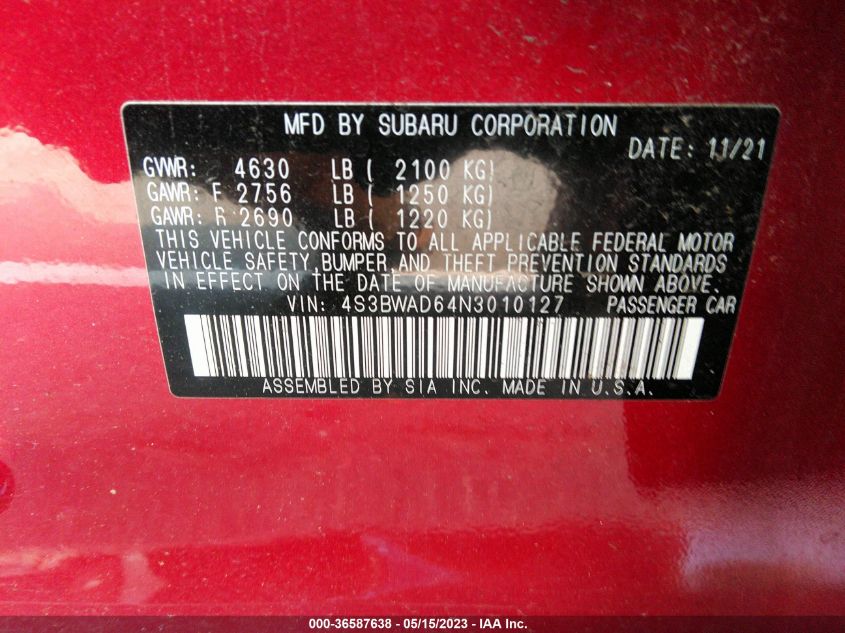 MFD BY SUBARU CORPORATION
DATE: 11/21
GVWR: 4630 LB ( 2100 KG)
GAWR: F 2756 LB ( 1250 KG)
GAWR: R 2690 LB ( 1220 KG)
THIS VEHICLE CONFORMS TO ALL APPLICABLE FEDERAL MOTOR
VEHICLE SAFETY, BUMPER, AND THEFT PREVENTION STANDARDS
IN EFFECT ON THE DATE OF MANUFACTURE SHOWN ABOVE.
VIN: 4S3BWAD64N3010127 PASSENGER CAR
ASSEMBLED BY SIA INC. MADE IN U.S.A.
000-36587638 - 05/15/2023 - IAA Inc.